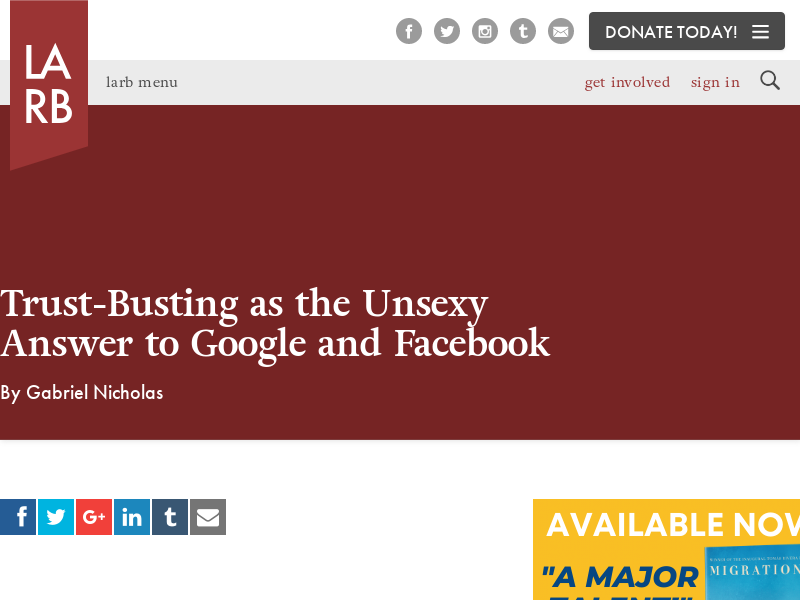 DONATE TODAY!
LA
RB
larb menu
get involved
sign in
Trust-Busting as the Unsexy
Answer to Google and Facebook
By Gabriel Nicholas
AVAILABLE NOW
"A MAJOR
TALENT!"
MIGRATION